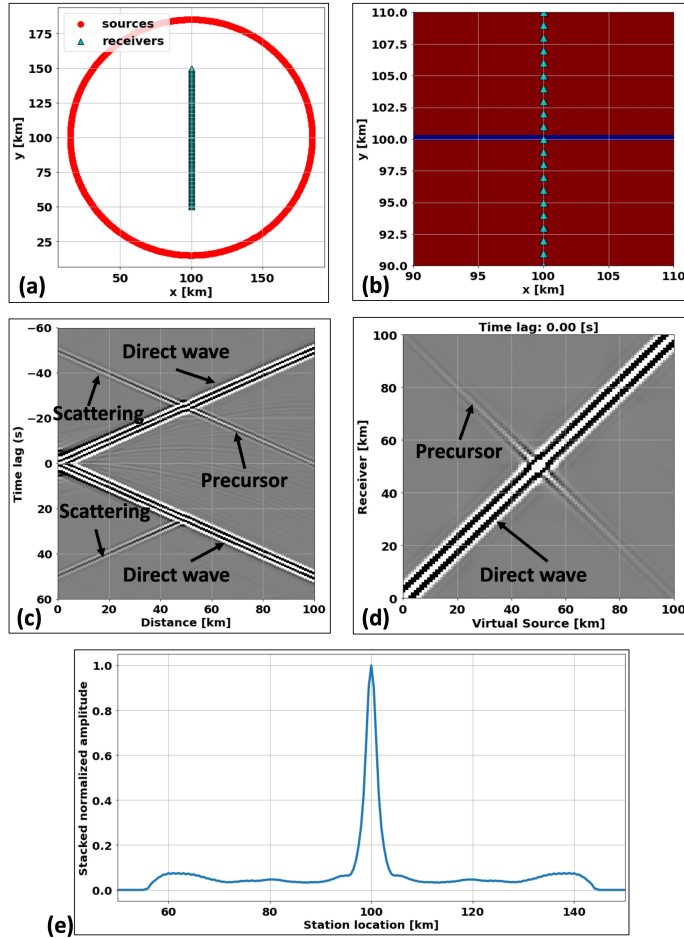 sources
receivers
175
150
125
100
75
50
25
y [km]
50
100
150
x [km]
(a)
110.0
107.5
105.0
102.5
100.0
97.5
95.0
92.5
90.0
y [km]
90
95
100
105
110
x [km]
(b)
−60
−40
−20
0
20
40
60
Time lag (s)
Direct wave
Scattering
Precursor
Scattering
Direct wave
0
20
40
60
80
100
Distance [km]
(c)
Time lag: 0.00 [s]
100
80
60
40
20
0
Receiver [km]
Precursor
Direct wave
0
20
40
60
80
100
Virtual Source [km]
(d)
1.0
0.8
0.6
0.4
0.2
0.0
Stacked normalized amplitude
60
80
100
120
140
Station location [km]
(e)